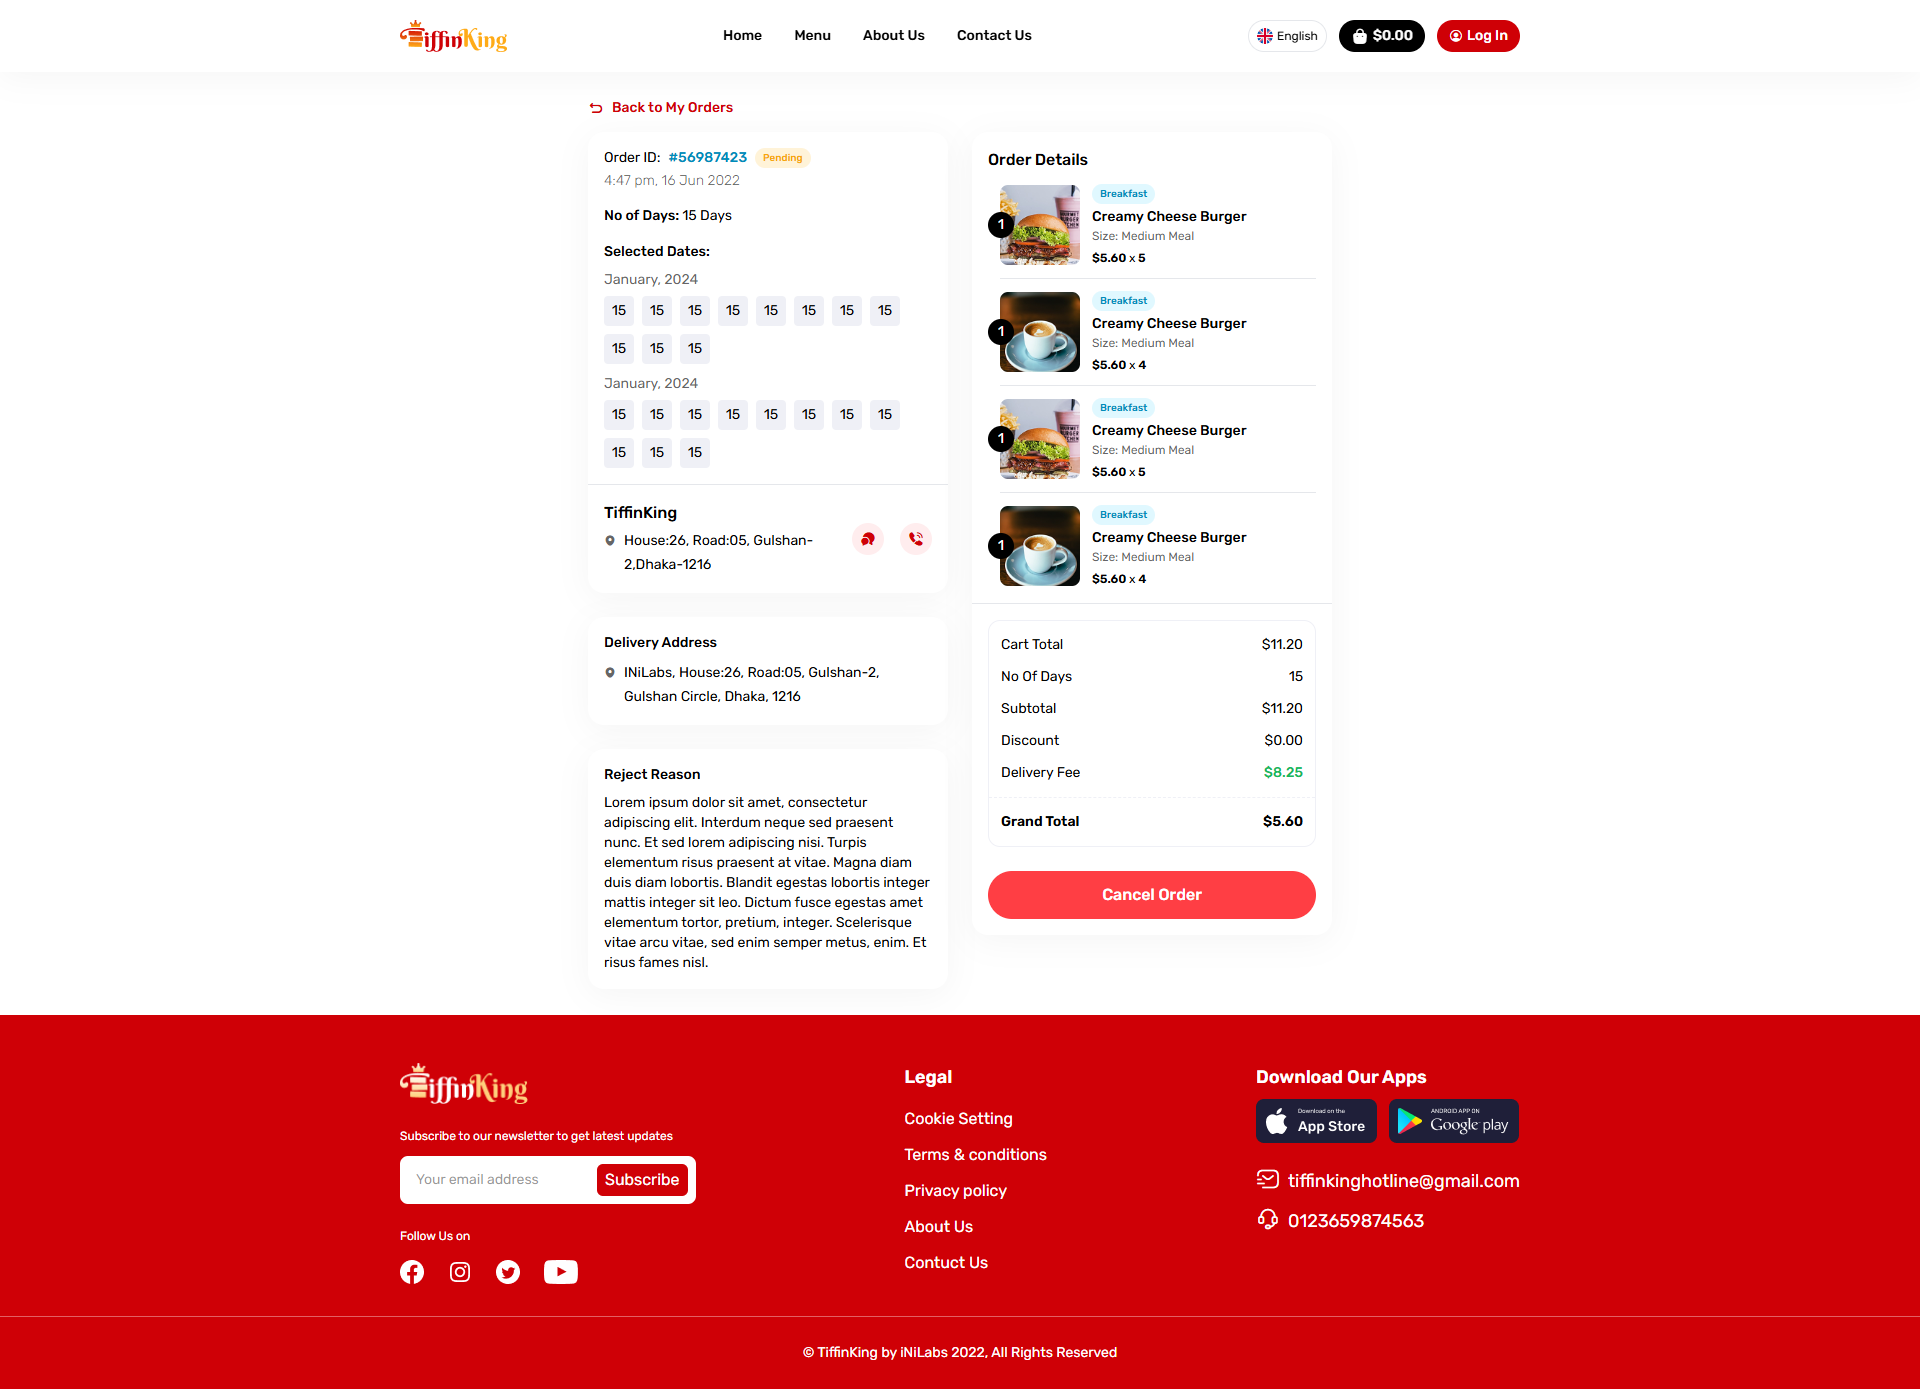 TiffinKing
Home
Menu
About Us
Contact Us
English
$0.00
Log In
Back to My Orders
Order ID: #56987423 Pending
4:47 pm, 16 Jun 2022
No of Days: 15 Days
Selected Dates:
January, 2024
15 15 15 15 15 15 15 15
15 15 15
January, 2024
15 15 15 15 15 15 15 15
15 15 15
TiffinKing
House:26, Road:05, Gulshan-
2,Dhaka-1216
Delivery Address
INiLabs, House:26, Road:05, Gulshan-2,
Gulshan Circle, Dhaka, 1216
Reject Reason
Lorem ipsum dolor sit amet, consectetur
adipiscing elit. Interdum neque sed praesent
nunc. Et sed lorem adipiscing nisi. Turpis
elementum risus praesent at vitae. Magna diam
duis diam lobortis. Blandit egestas lobortis integer
mattis integer sit leo. Dictum fusce egestas amet
elementum tortor, pretium, integer. Scelerisque
vitae arcu vitae, sed enim semper metus, enim. Et
risus fames nisl.
Order Details
1
Breakfast
Creamy Cheese Burger
Size: Medium Meal
$5.60 x 5
1
Breakfast
Creamy Cheese Burger
Size: Medium Meal
$5.60 x 4
1
Breakfast
Creamy Cheese Burger
Size: Medium Meal
$5.60 x 5
1
Breakfast
Creamy Cheese Burger
Size: Medium Meal
$5.60 x 4
Cart Total $11.20
No Of Days 15
Subtotal $11.20
Discount $0.00
Delivery Fee $8.25
Grand Total $5.60
Cancel Order
TiffinKing
Subscribe to our newsletter to get latest updates
Your email address
Subscribe
Follow Us on
Legal
Cookie Setting
Terms & conditions
Privacy policy
About Us
Contuct Us
Download Our Apps
Download on the
App Store
ANDROID APP ON
Google play
tiffinkinghotline@gmail.com
0123659874563
© TiffinKing by iNiLabs 2022, All Rights Reserved